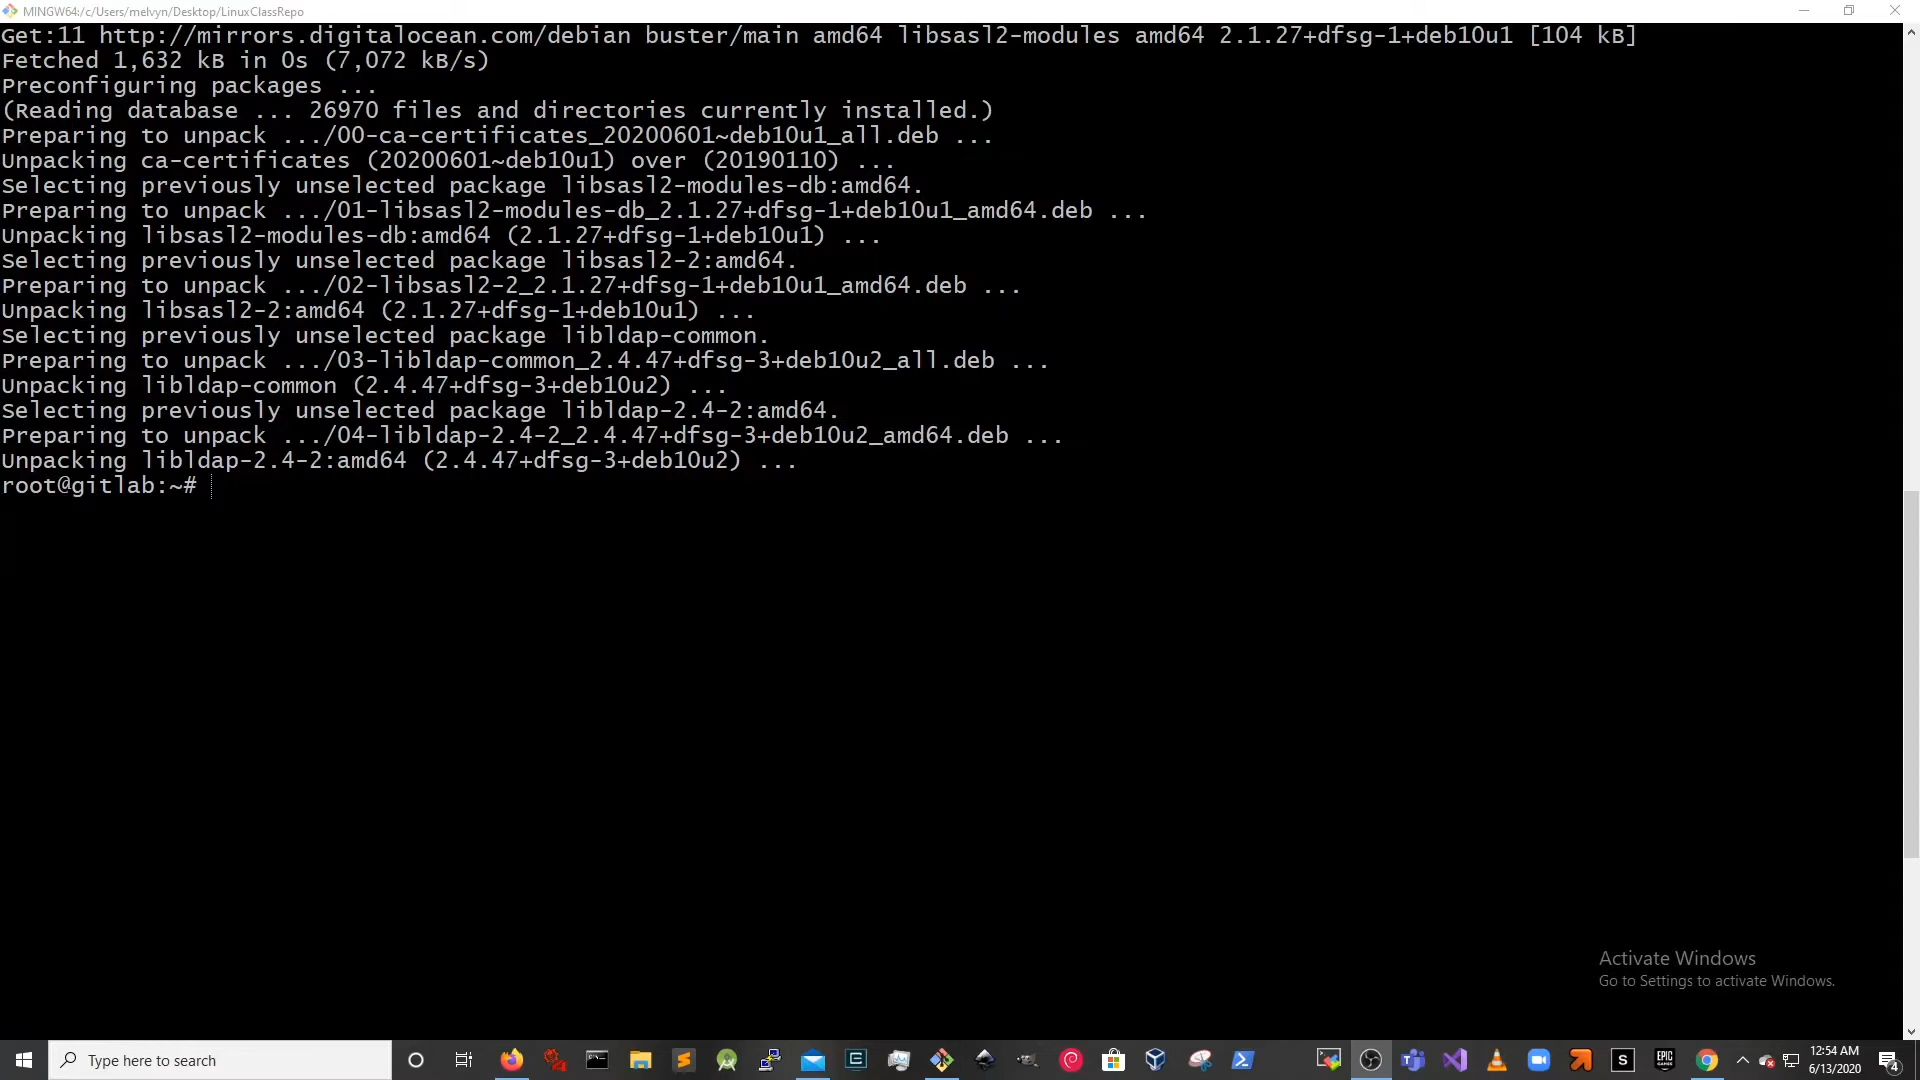 MINGW64:/c/Users/melvyn/Desktop/LinuxClassRepo
Get:11 http://mirrors.digitalocean.com/debian buster/main amd64 libsasl2-modules amd64 2.1.27+dfsg-1+deb10u1 [104 kB]
Fetched 1,632 kB in 0s (7,072 kB/s)
Preconfiguring packages ...
(Reading database ... 26970 files and directories currently installed.)
Preparing to unpack .../00-ca-certificates_20200601~deb10u1_all.deb ...
Unpacking ca-certificates (20200601~deb10u1) over (20190110) ...
Selecting previously unselected package libsasl2-modules-db:amd64.
Preparing to unpack .../01-libsasl2-modules-db_2.1.27+dfsg-1+deb10u1_amd64.deb ...
Unpacking libsasl2-modules-db:amd64 (2.1.27+dfsg-1+deb10u1) ...
Selecting previously unselected package libsasl2-2:amd64.
Preparing to unpack .../02-libsasl2-2_2.1.27+dfsg-1+deb10u1_amd64.deb ...
Unpacking libsasl2-2:amd64 (2.1.27+dfsg-1+deb10u1) ...
Selecting previously unselected package libldap-common.
Preparing to unpack .../03-libldap-common_2.4.47+dfsg-3+deb10u2_all.deb ...
Unpacking libldap-common (2.4.47+dfsg-3+deb10u2) ...
Selecting previously unselected package libldap-2.4-2:amd64.
Preparing to unpack .../04-libldap-2.4-2_2.4.47+dfsg-3+deb10u2_amd64.deb ...
Unpacking libldap-2.4-2:amd64 (2.4.47+dfsg-3+deb10u2) ...
root@gitlab:~#
Activate Windows
Go to Settings to activate Windows.
Type here to search
S
EPIC GAMES
12:54 AM
6/13/2020
4